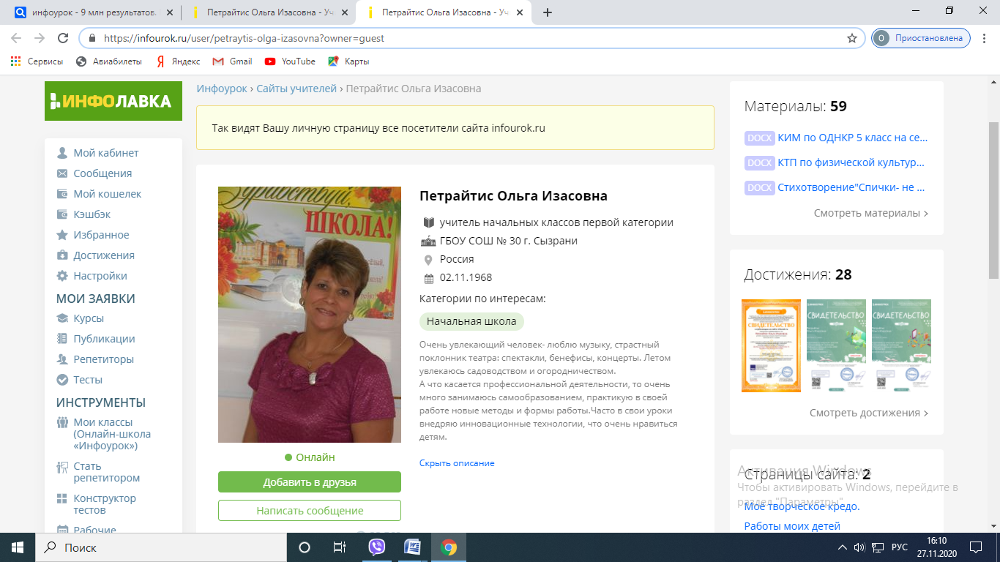 инфоурок - 9 млн результатов.
Петрайтис Ольга Изасовна - Уч
Петрайтис Ольга Изасовна - Уч
https://infourok.ru/user/petraytis-olga-izasovna?owner=guest
О Приостановлена
Сервисы Авиабилеты Яндекс Gmail YouTube Карты
ИНФОЛАВКА
Мой кабинет
Сообщения
Мой кошелек
Кэшбэк
Избранное
Достижения
Настройки
МОИ ЗАЯВКИ
Курсы
Публикации
Репетиторы
Тесты
ИНСТРУМЕНТЫ
Мои классы
(Онлайн-школа
«Инфоурок»)
Стать
репетитором
Конструктор
тестов
Рабочие
Инфоурок › Сайты учителей › Петрайтис Ольга Изасовна
Так видят Вашу личную страницу все посетители сайта infourok.ru
Здравствуй,
ШКОЛА!
Онлайн
Добавить в друзья
Написать сообщение
Петрайтис Ольга Изасовна
учитель начальных классов первой категории
ГБОУ СОШ № 30 г. Сызрани
Россия
02.11.1968
Категории по интересам:
Начальная школа
Очень увлекающий человек- люблю музыку, страстный
поклонник театра: спектакли, бенефисы, концерты. Летом
увлекаюсь садоводством и огородничеством.
А что касается профессиональной деятельности, то очень
много занимаюсь самообразованием, практикую в своей
работе новые методы и формы работы.Часто в свои уроки
внедряю инновационные технологии, что очень нравиться
детям.
Скрыть описание
Материалы: 59
DOCX КИМ по ОДНКР 5 класс на се...
DOCX КТП по физической культур...
DOCX Стихотворение"Спички- не ...
Смотреть материалы >
Достижения: 28
СВИДЕТЕЛЬСТВО
СВИДЕТЕЛЬСТВО
СВИДЕТЕЛЬСТВО
Смотреть достижения >
Страницы сайта: 2
Мое творческое кредо.
Работы моих детей
Активация Windows
Чтобы активировать Windows, перейдите в
раздел "Параметры".
Поиск
РУС
16:10
27.11.2020